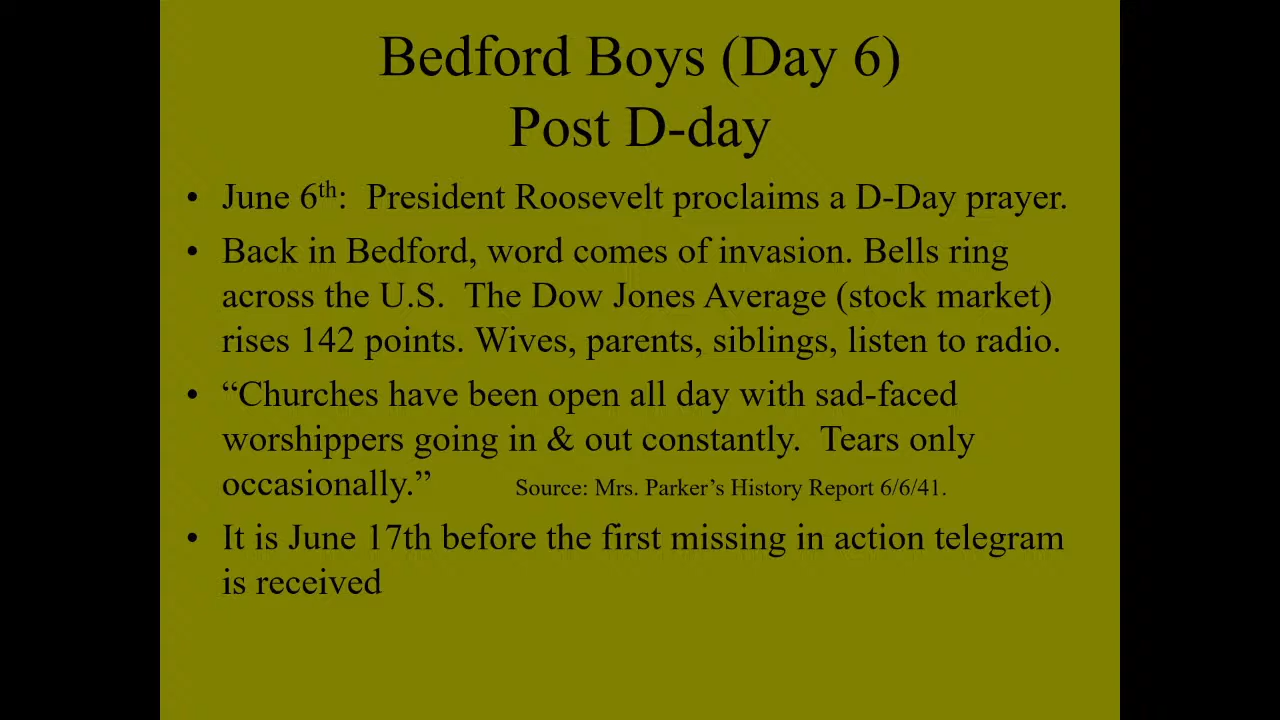 Bedford Boys (Day 6)
Post D-day
• June 6th:  President Roosevelt proclaims a D-Day prayer.
• Back in Bedford, word comes of invasion. Bells ring
across the U.S.  The Dow Jones Average (stock market)
rises 142 points. Wives, parents, siblings, listen to radio.
• “Churches have been open all day with sad-faced
worshippers going in & out constantly.  Tears only
occasionally.” Source: Mrs. Parker’s History Report 6/6/41.
• It is June 17th before the first missing in action telegram
is received